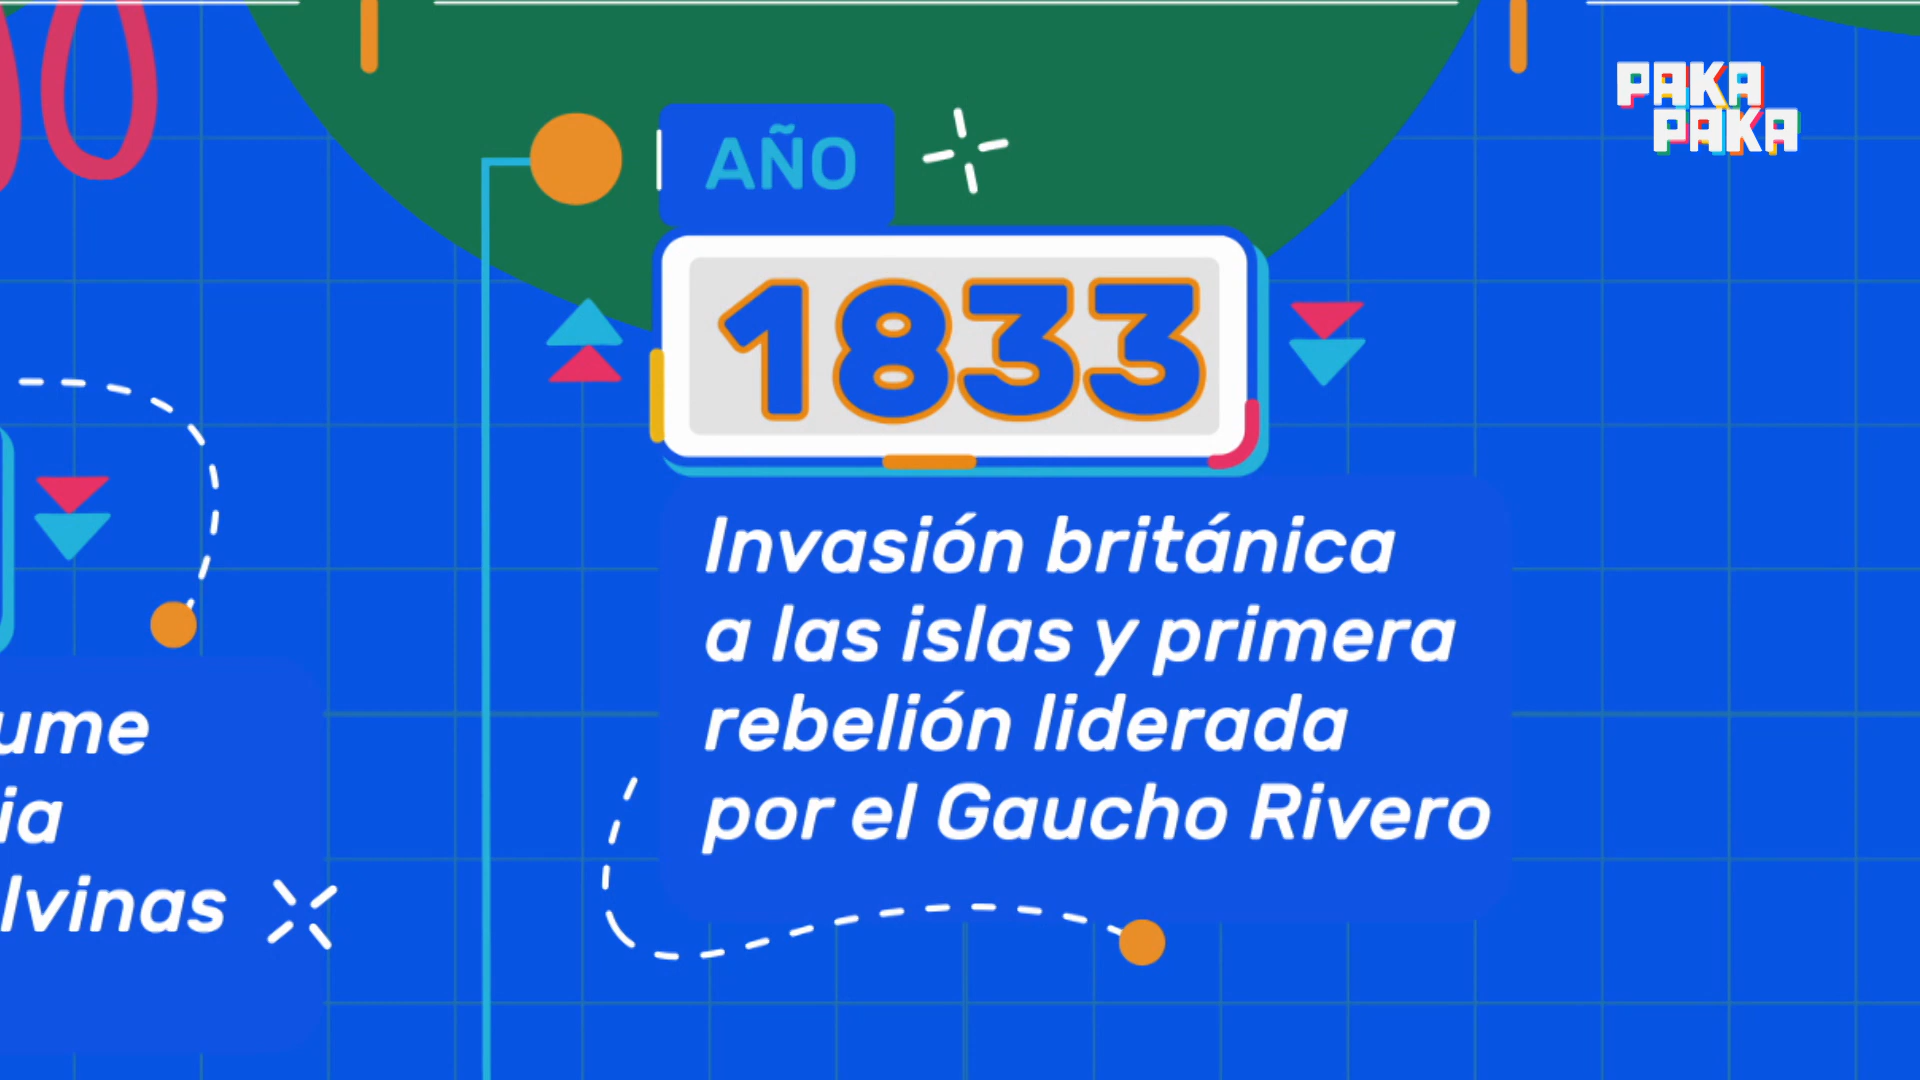 PAKA
PAKA
AÑO
1833
Invasión británica
a las islas y primera
rebelión liderada
por el Gaucho Rivero
ume
ia
lvinas